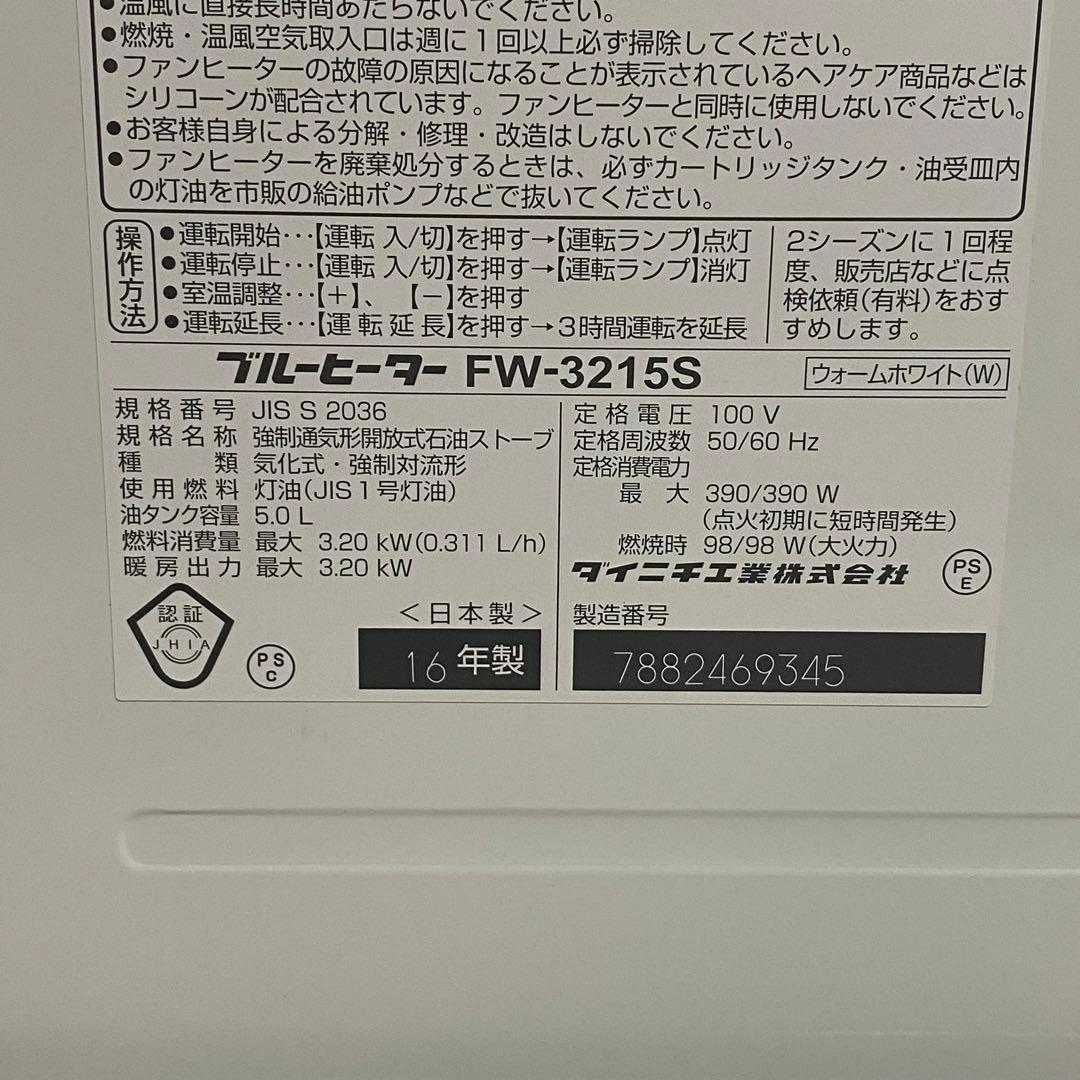 ●温風に直接長時間あたらないでください。
●燃焼・温風空気取入口は週に1回以上必ず掃除してください。
●ファンヒーターの故障の原因になることが表示されているヘアケア商品などは
シリコーンが配合されています。ファンヒーターと同時に使用しないでください。
●お客様自身による分解・修理・改造はしないでください。
●ファンヒーターを廃棄処分するときは、必ずカートリッジタンク・油受皿内
の灯油を市販の給油ポンプなどで抜いてください。
操作方法
●運転開始…【運転 入/切】を押す→【運転ランプ】点灯
●運転停止…【運転 入/切】を押す→【運転ランプ】消灯
●室温調整…【＋】、【－】を押す
●運転延長…【運転延長】を押す→3時間運転を延長
2シーズンに1回程
度、販売店などに点
検依頼(有料)をおす
すめします。
ブルーヒーター FW-3215S
ウォームホワイト(W)
規格番号 JIS S 2036
規格名称 強制通気形開放式石油ストーブ
種類 気化式・強制対流形
使用燃料 灯油(JIS1号灯油)
油タンク容量 5.0 L
燃料消費量 最大 3.20 kW(0.311 L/h)
暖房出力 最大 3.20 kW
定格電圧 100 V
定格周波数 50/60 Hz
定格消費電力
最大 390/390 W
(点火初期に短時間発生)
燃焼時 98/98 W(大火力)
ダイニチ工業株式会社
PS
E
認証
JHIA
PS
C
＜日本製＞
16年製
製造番号
7882469345